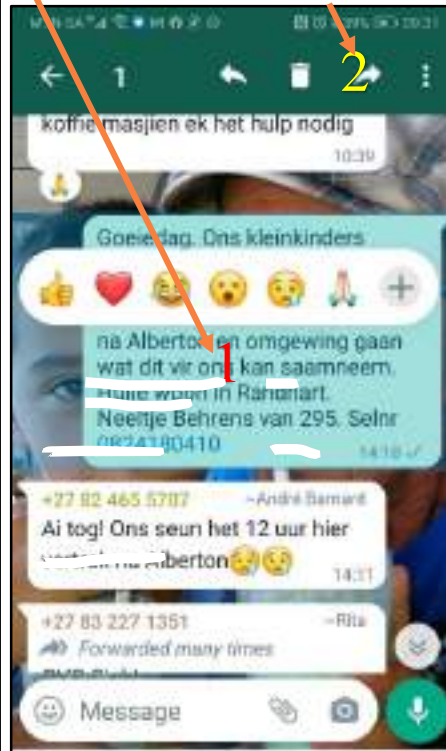 1
2
koffie masjien ek het hulp nodig
10:39
Goeiedag. Ons kleinkinders
na Alberton en omgewing gaan
1
wat dit vir ons kan saamneem.
Hulle woon in Randhart.
Neeltje Behrens van 295. Selnr
0824180410
14:10
+27 82 465 5707 ~André Barnard
Ai tog! Ons seun het 12 uur hier
na Alberton
14:11
+27 83 227 1351 ~Rita
Forwarded many times
Message